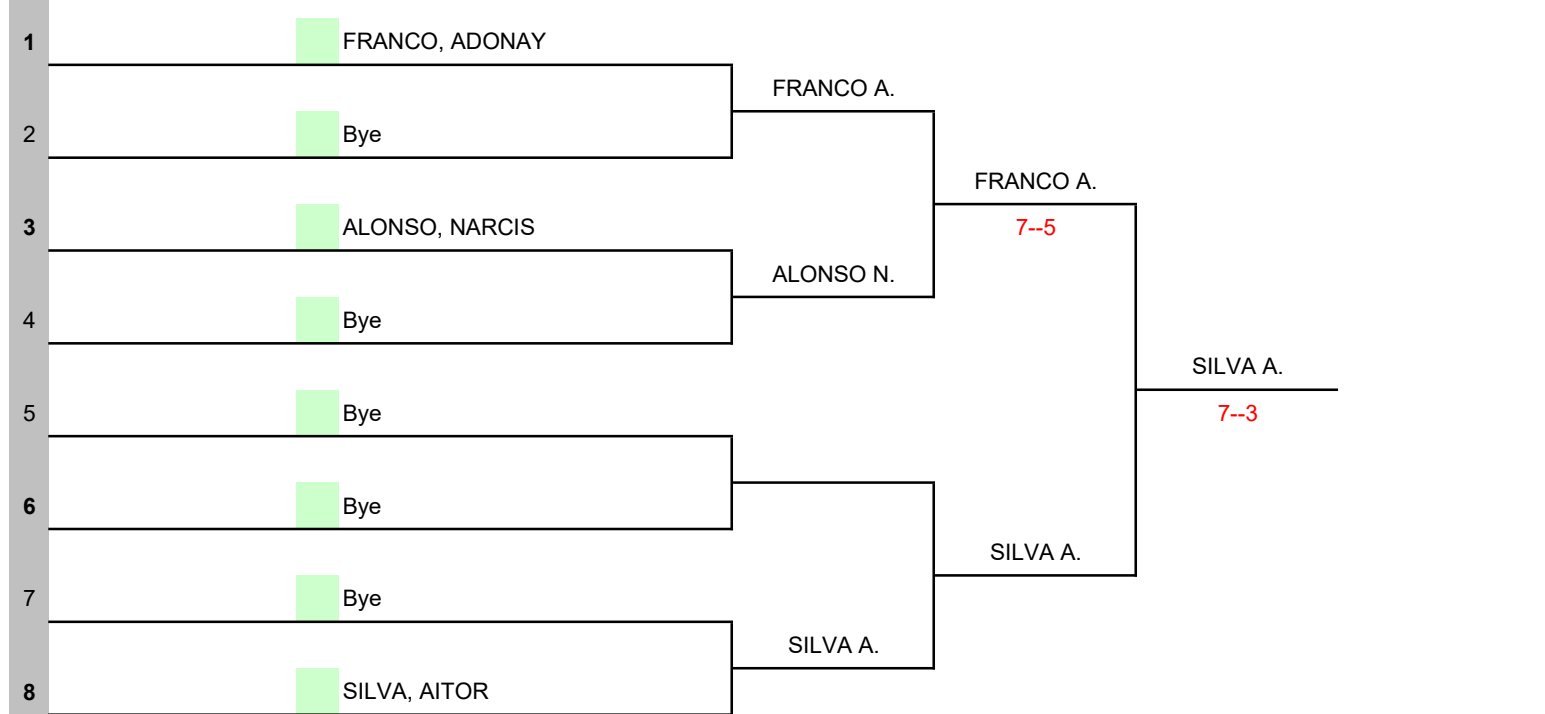 1 FRANCO, ADONAY
FRANCO A.
2 Bye
FRANCO A.
3 ALONSO, NARCIS
7--5
ALONSO N.
4 Bye
SILVA A.
5 Bye
7--3
6 Bye
SILVA A.
7 Bye
SILVA A.
8 SILVA, AITOR